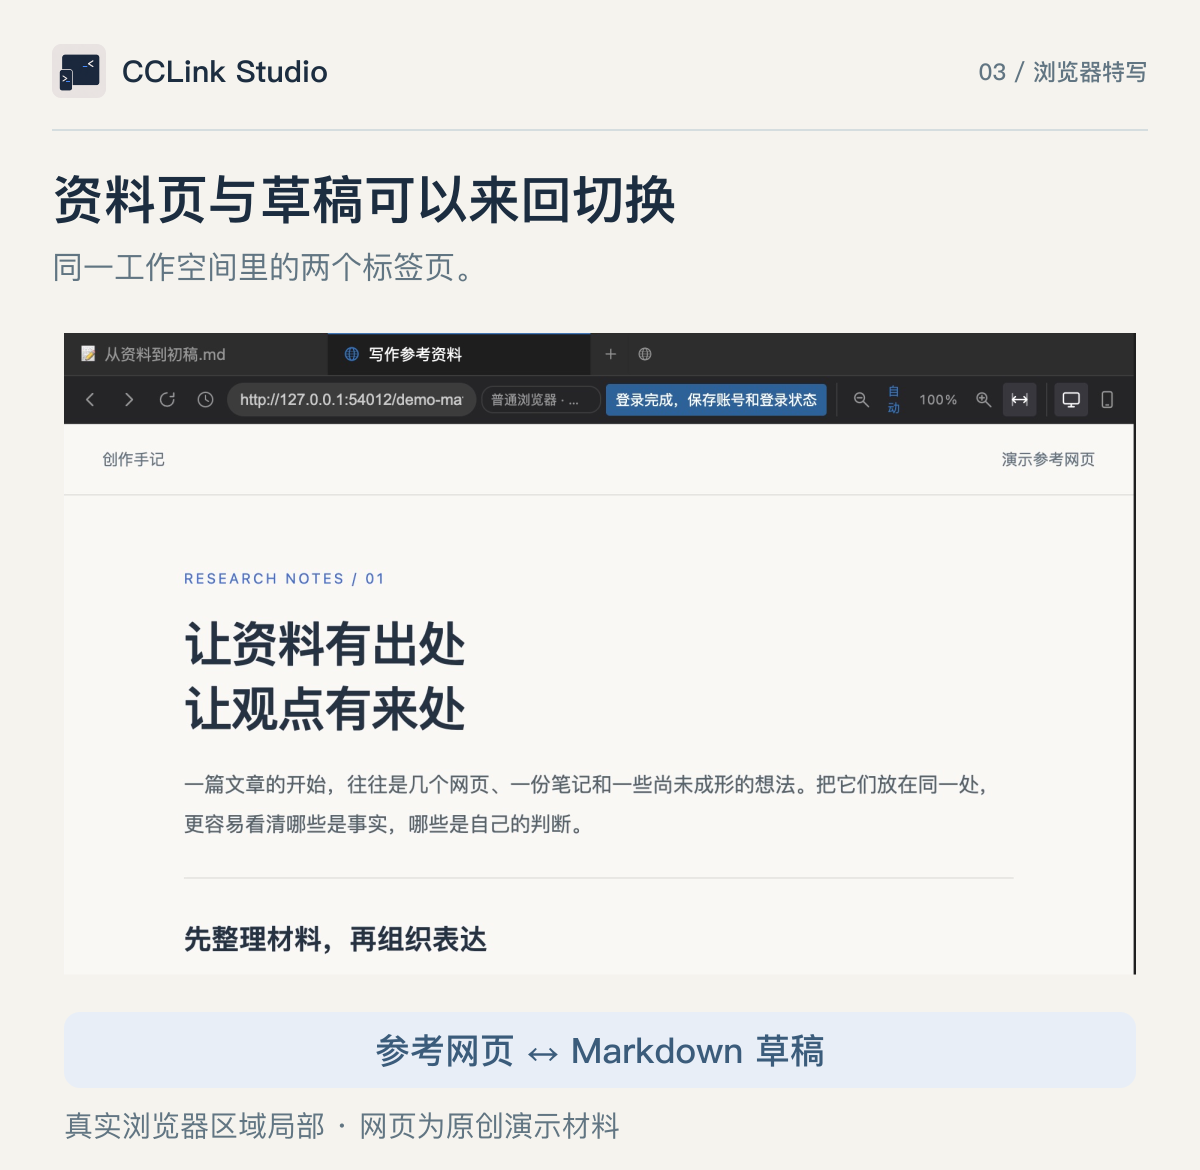 CCLink Studio
03 / 浏览器特写
资料页与草稿可以来回切换
同一工作空间里的两个标签页。
从资料到初稿.md
写作参考资料
http://127.0.0.1:54012/demo-ma
普通浏览器 · ...
登录完成，保存账号和登录状态
自动
100%
创作手记
演示参考网页
RESEARCH NOTES / 01
让资料有出处
让观点有来处
一篇文章的开始，往往是几个网页、一份笔记和一些尚未成形的想法。把它们放在同一处，
更容易看清哪些是事实，哪些是自己的判断。
先整理材料，再组织表达
参考网页 ↔ Markdown 草稿
真实浏览器区域局部 · 网页为原创演示材料